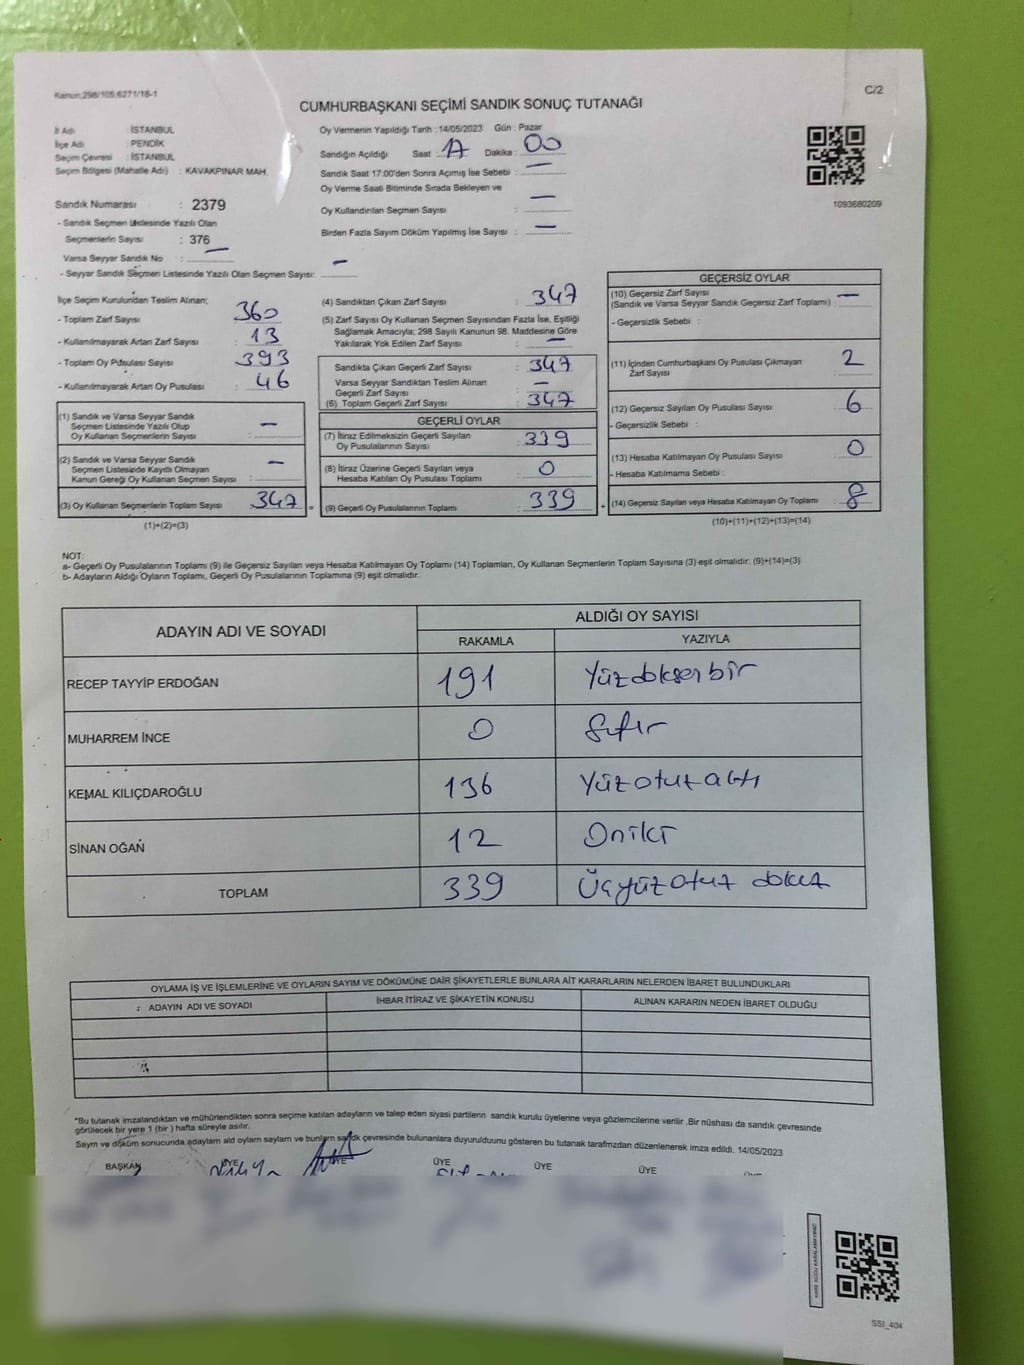 Kanun:298/105;6271/18-1
C/2
CUMHURBAŞKANI SEÇİMİ SANDIK SONUÇ TUTANAĞI
İl Adı : İSTANBUL
İlçe Adı : PENDİK
Seçim Çevresi : İSTANBUL
Seçim Bölgesi (Mahalle Adı) : KAVAKPINAR MAH.
Sandık Numarası : 2379
- Sandık Seçmen Listesinde Yazılı Olan
Seçmenlerin Sayısı : 376
Varsa Seyyar Sandık No : —
- Seyyar Sandık Seçmen Listesinde Yazılı Olan Seçmen Sayısı: —
Oy Vermenin Yapıldığı Tarih : 14/05/2023 Gün : Pazar
Sandığın Açıldığı Saat : 17 Dakika : 00
Sandık Saat 17:00'den Sonra Açımış İse Sebebi : —
Oy Verme Saati Bitiminde Sırada Bekleyen ve
Oy Kullandırılan Seçmen Sayısı : —
Birden Fazla Sayım Döküm Yapılmış İse Sayısı : —
1093680209
İlçe Seçim Kurulundan Teslim Alınan;
- Toplam Zarf Sayısı : 360
- Kullanılmayarak Artan Zarf Sayısı : 13
- Toplam Oy Pusulası Sayısı : 393
- Kullanılmayarak Artan Oy Pusulası : 46
(1) Sandık ve Varsa Seyyar Sandık
Seçmen Listesinde Yazılı Olup
Oy Kullanan Seçmenlerin Sayısı : —
(2) Sandık ve Varsa Seyyar Sandık
Seçmen Listesinde Kayıtlı Olmayan
Kanun Gereği Oy Kullanan Seçmen Sayısı : —
(3) Oy Kullanan Seçmenlerin Toplam Sayısı : 347 =
(1)+(2)=(3)
(4) Sandıktan Çıkan Zarf Sayısı : 347
(5) Zarf Sayısı Oy Kullanan Seçmen Sayısından Fazla İse, Eşitliği
Sağlamak Amacıyla; 298 Sayılı Kanunun 98. Maddesine Göre
Yakılarak Yok Edilen Zarf Sayısı : —
Sandıkta Çıkan Geçerli Zarf Sayısı : 347
Varsa Seyyar Sandıktan Teslim Alınan
Geçerli Zarf Sayısı : —
(6) Toplam Geçerli Zarf Sayısı : 347
GEÇERLİ OYLAR
(7) İtiraz Edilmeksizin Geçerli Sayılan
Oy Pusulalarının Sayısı : 339
(8) İtiraz Üzerine Geçerli Sayılan veya
Hesaba Katılan Oy Pusulası Toplamı : 0
(9) Geçerli Oy Pusulalarının Toplamı : 339 +
GEÇERSİZ OYLAR
(10) Geçersiz Zarf Sayısı : —
(Sandık ve Varsa Seyyar Sandık Geçersiz Zarf Toplamı)
- Geçersizlik Sebebi :
(11) İçinden Cumhurbaşkanı Oy Pusulası Çıkmayan
Zarf Sayısı : 2
(12) Geçersiz Sayılan Oy Pusulası Sayısı : 6
- Geçersizlik Sebebi :
(13) Hesaba Katılmayan Oy Pusulası Sayısı : 0
- Hesaba Katılmama Sebebi :
(14) Geçersiz Sayılan veya Hesaba Katılmayan Oy Toplamı : 8
(10)+(11)+(12)+(13)=(14)
NOT:
a- Geçerli Oy Pusulalarının Toplamı (9) ile Geçersiz Sayılan veya Hesaba Katılmayan Oy Toplamı (14) Toplamları, Oy Kullanan Seçmenlerin Toplam Sayısına (3) eşit olmalıdır. (9)+(14)=(3)
b- Adayların Aldığı Oyların Toplamı, Geçerli Oy Pusulalarının Toplamına (9) eşit olmalıdır.
ADAYIN ADI VE SOYADI
ALDIĞI OY SAYISI
RAKAMLA YAZIYLA
RECEP TAYYİP ERDOĞAN 191 Yüzdoksenbir
MUHARREM İNCE 0 Sıfır
KEMAL KILIÇDAROĞLU 136 Yüzotuzaltı
SİNAN OĞAN 12 Oniki
TOPLAM 339 Üçyüzotuz dokuz
OYLAMA İŞ VE İŞLEMLERİNE VE OYLARIN SAYIM VE DÖKÜMÜNE DAİR ŞİKAYETLERLE BUNLARA AİT KARARLARIN NELERDEN İBARET BULUNDUKLARI
: ADAYIN ADI VE SOYADI İHBAR İTİRAZ VE ŞİKAYETİN KONUSU ALINAN KARARIN NEDEN İBARET OLDUĞU
*Bu tutanak imzalandıktan ve mühürlendikten sonra seçime katılan adayların ve talep eden siyasi partilerin sandık kurulu üyelerine veya gözlemcilerine verilir .Bir nüshası da sandık çevresinde
görülecek bir yere 1 (bir ) hafta süreyle asılır.
Sayım ve döküm sonucunda adayların aldı oyların sayların ve bunların sandk çevresinde bulunanlara duyurulduunu gösteren bu tutanak tarafmzdan düzenlenerek imza edildi. 14/05/2023
BAŞKAN ÜYE ÜYE ÜYE ÜYE ÜYE
SSI_404